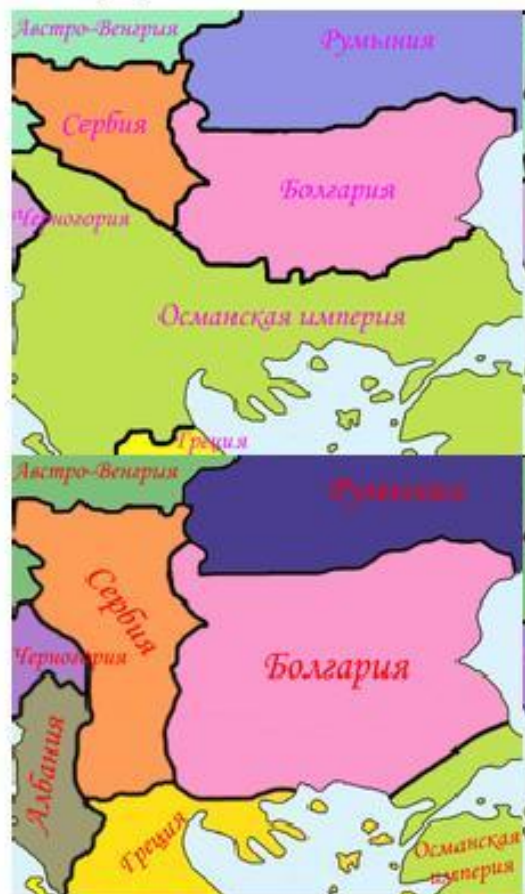 Австро-Венгрия
Румыния
Сербия
Болгария
Черногория
Османская империя
Греция
Австро-Венгрия
Румыния
Сербия
Черногория
Болгария
Албания
Греция
Османская
империя